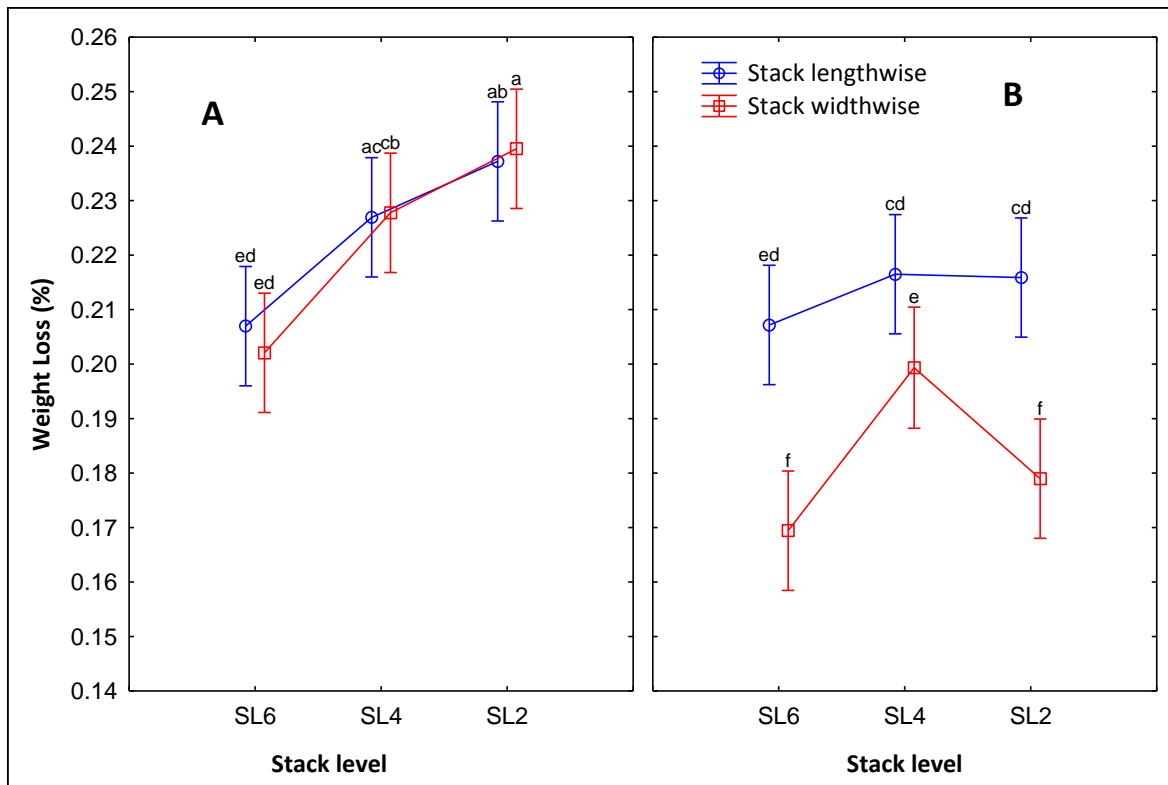 Weight Loss (%)
0.26
0.25
0.24
0.23
0.22
0.21
0.20
0.19
0.18
0.17
0.16
0.15
0.14
A
ed
ed
ac
cb
ab
a
SL6
SL4
SL2
Stack level
Stack lengthwise
Stack widthwise
B
ed
cd
cd
f
e
f
SL6
SL4
SL2
Stack level